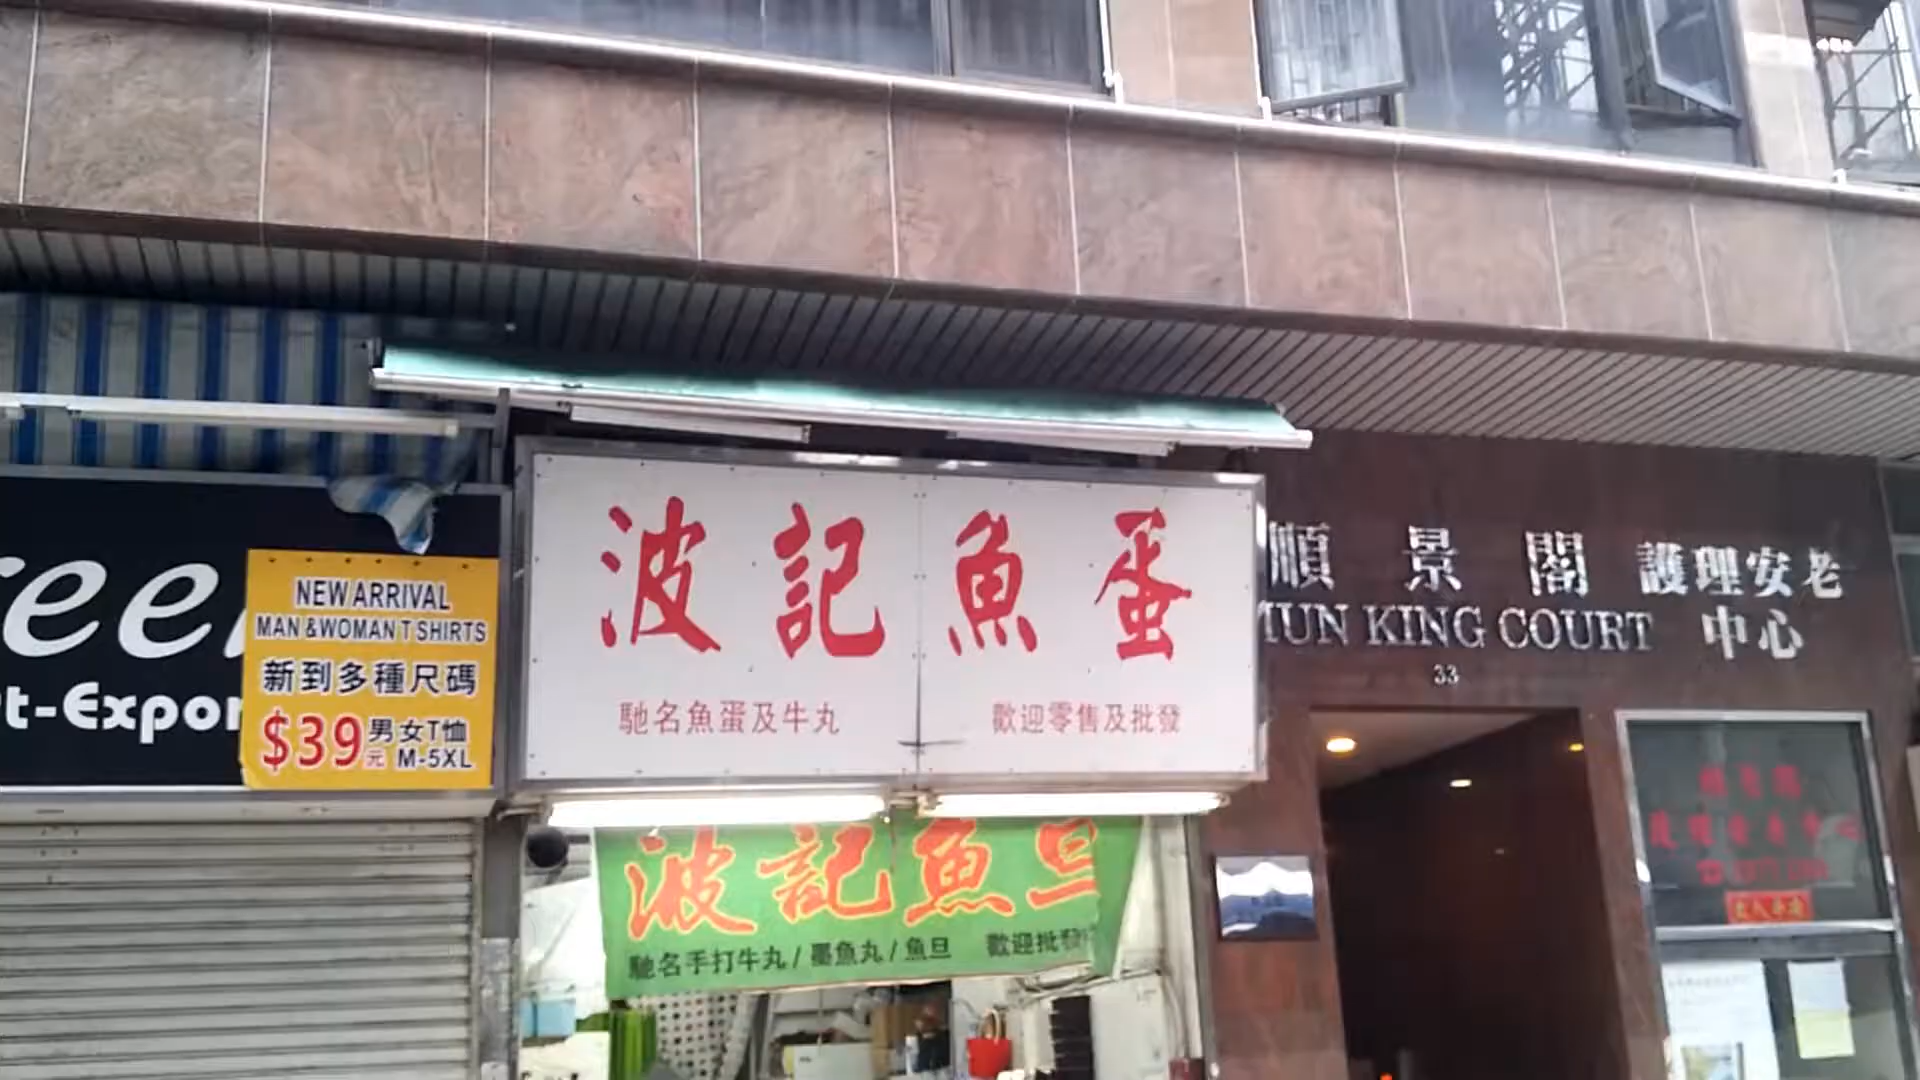 NEW ARRIVAL
MAN & WOMAN T SHIRTS
新到多種尺碼
$39元 男女T恤
M-5XL
t-Expor
波記魚蛋
馳名魚蛋及牛丸 歡迎零售及批發
波記魚旦
馳名手打牛丸/墨魚丸/魚旦 歡迎批發
順景閣
MUN KING COURT
33
護理安老
中心